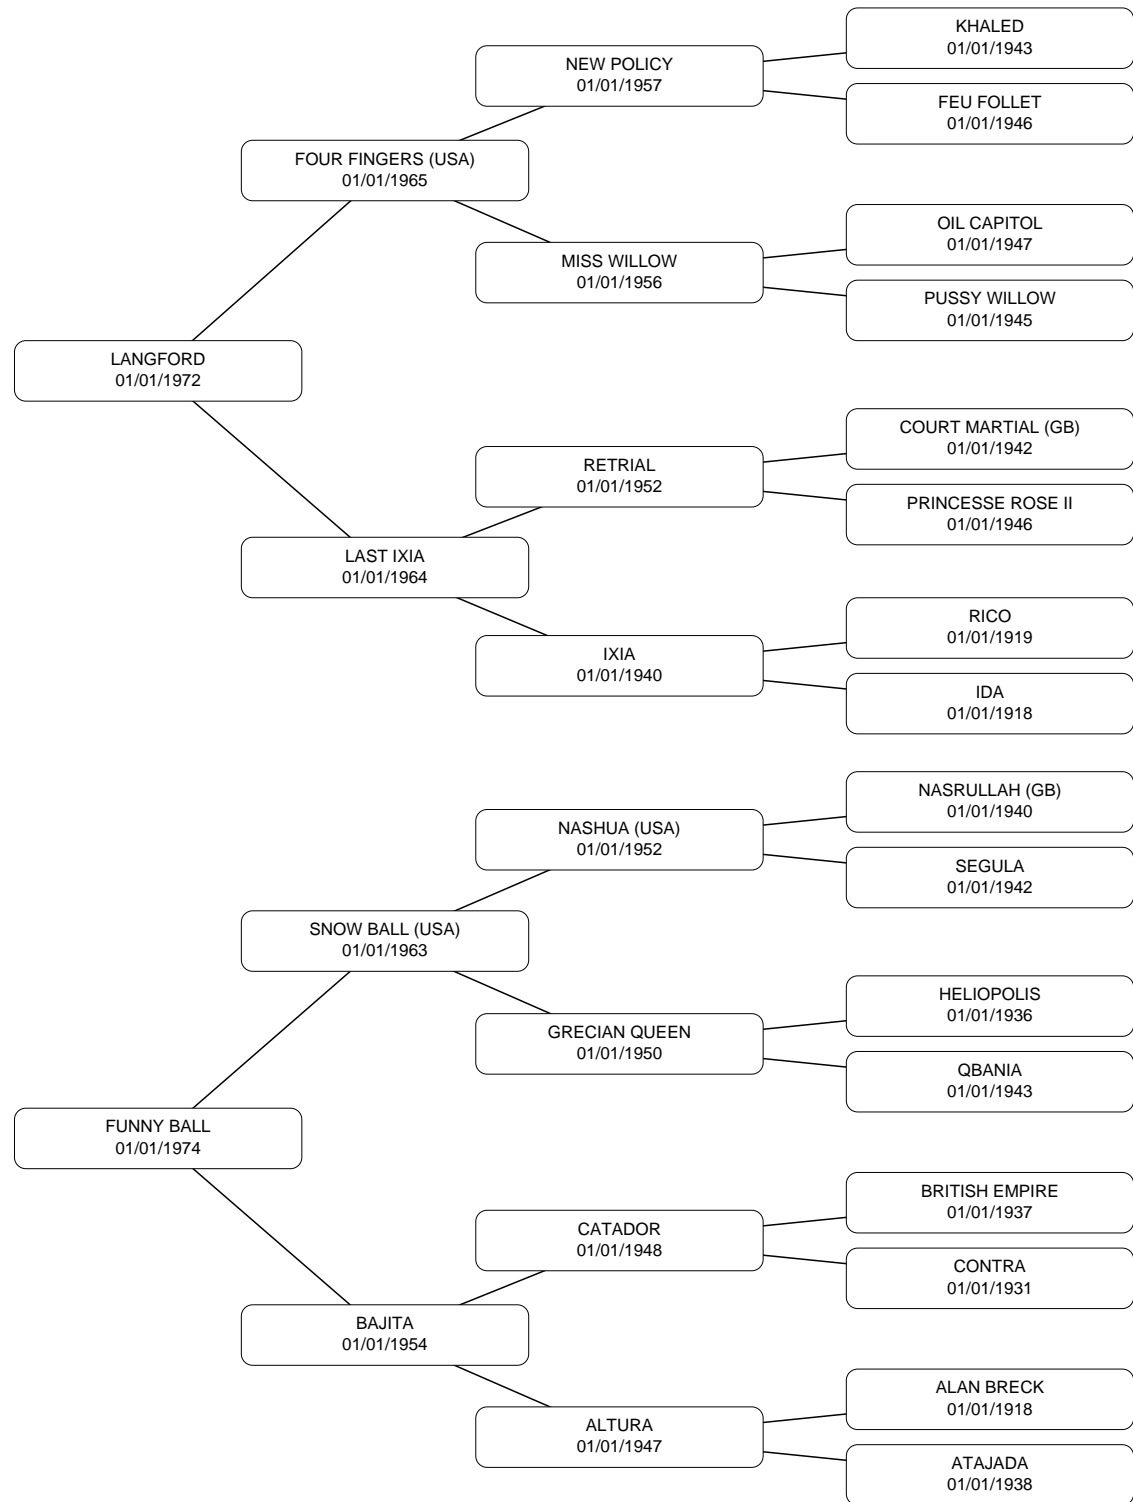 KHALED
01/01/1943
NEW POLICY
01/01/1957
FEU FOLLET
01/01/1946
FOUR FINGERS (USA)
01/01/1965
OIL CAPITOL
01/01/1947
MISS WILLOW
01/01/1956
PUSSY WILLOW
01/01/1945
LANGFORD
01/01/1972
COURT MARTIAL (GB)
01/01/1942
RETRIAL
01/01/1952
PRINCESSE ROSE II
01/01/1946
LAST IXIA
01/01/1964
RICO
01/01/1919
IXIA
01/01/1940
IDA
01/01/1918
NASRULLAH (GB)
01/01/1940
NASHUA (USA)
01/01/1952
SEGULA
01/01/1942
SNOW BALL (USA)
01/01/1963
HELIOPOLIS
01/01/1936
GRECIAN QUEEN
01/01/1950
QBANIA
01/01/1943
FUNNY BALL
01/01/1974
BRITISH EMPIRE
01/01/1937
CATADOR
01/01/1948
CONTRA
01/01/1931
BAJITA
01/01/1954
ALAN BRECK
01/01/1918
ALTURA
01/01/1947
ATAJADA
01/01/1938